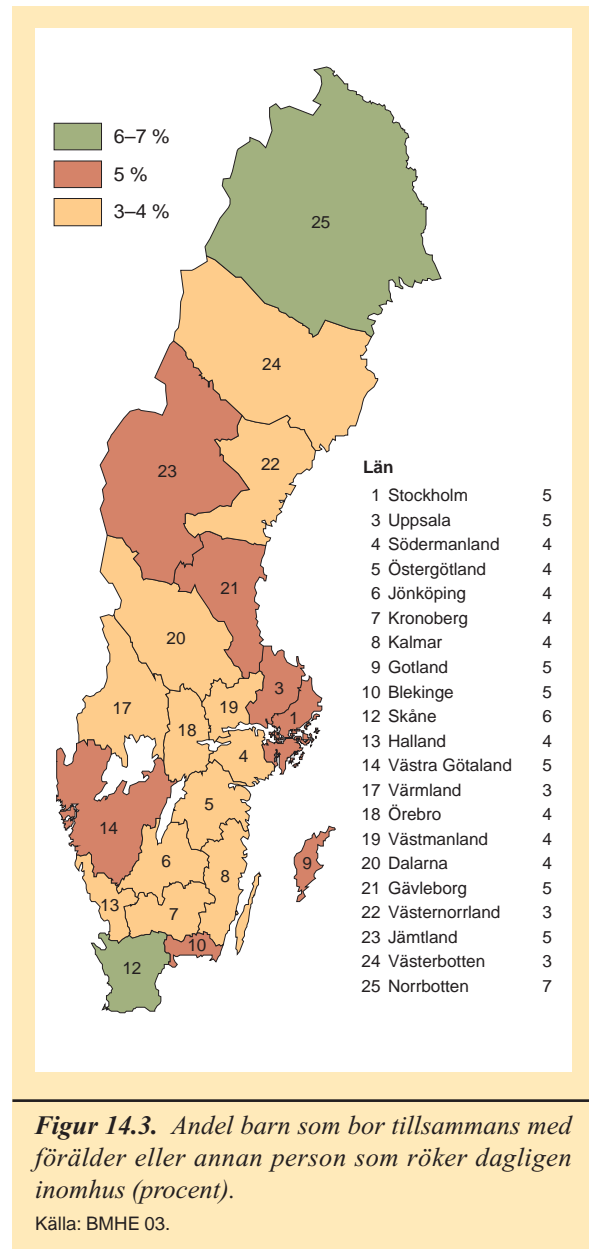 6–7 %
5 %
3–4 %
25
24
23
22
21
20
3
19
17
1
18
4
5
14
6
9
8
13
7
10
12
Län
1 Stockholm 5
3 Uppsala 5
4 Södermanland 4
5 Östergötland 4
6 Jönköping 4
7 Kronoberg 4
8 Kalmar 4
9 Gotland 5
10 Blekinge 5
12 Skåne 6
13 Halland 4
14 Västra Götaland 5
17 Värmland 3
18 Örebro 4
19 Västmanland 4
20 Dalarna 4
21 Gävleborg 5
22 Västernorrland 3
23 Jämtland 5
24 Västerbotten 3
25 Norrbotten 7
Figur 14.3. Andel barn som bor tillsammans med
förälder eller annan person som röker dagligen
inomhus (procent).
Källa: BMHE 03.